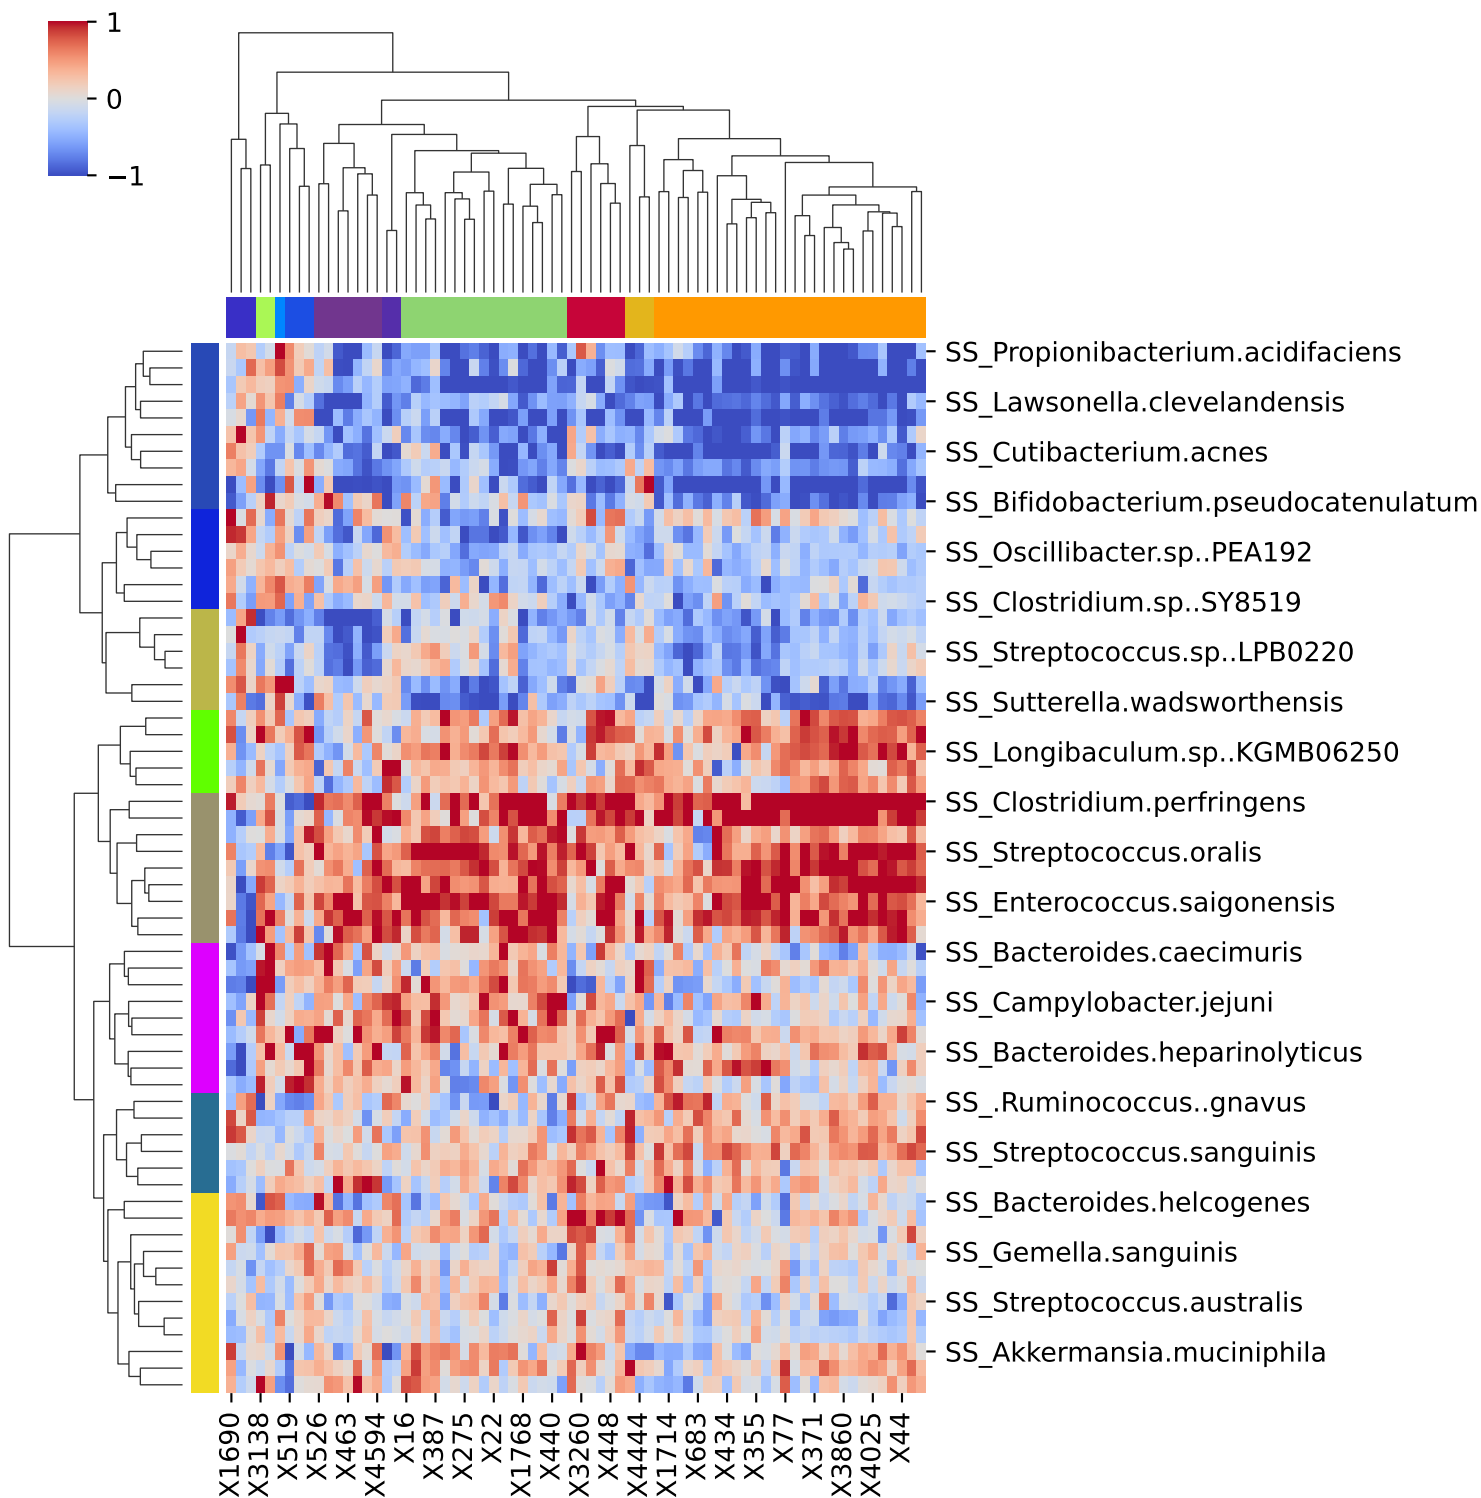 1
0
−1
SS_Propionibacterium.acidifaciens
SS_Lawsonella.clevelandensis
SS_Cutibacterium.acnes
SS_Bifidobacterium.pseudocatenulatum
SS_Oscillibacter.sp..PEA192
SS_Clostridium.sp..SY8519
SS_Streptococcus.sp..LPB0220
SS_Sutterella.wadsworthensis
SS_Longibaculum.sp..KGMB06250
SS_Clostridium.perfringens
SS_Streptococcus.oralis
SS_Enterococcus.saigonensis
SS_Bacteroides.caecimuris
SS_Campylobacter.jejuni
SS_Bacteroides.heparinolyticus
SS_.Ruminococcus..gnavus
SS_Streptococcus.sanguinis
SS_Bacteroides.helcogenes
SS_Gemella.sanguinis
SS_Streptococcus.australis
SS_Akkermansia.muciniphila
X1690
X3138
X519
X526
X463
X4594
X16
X387
X275
X22
X1768
X440
X3260
X448
X4444
X1714
X683
X434
X355
X77
X371
X3860
X4025
X44